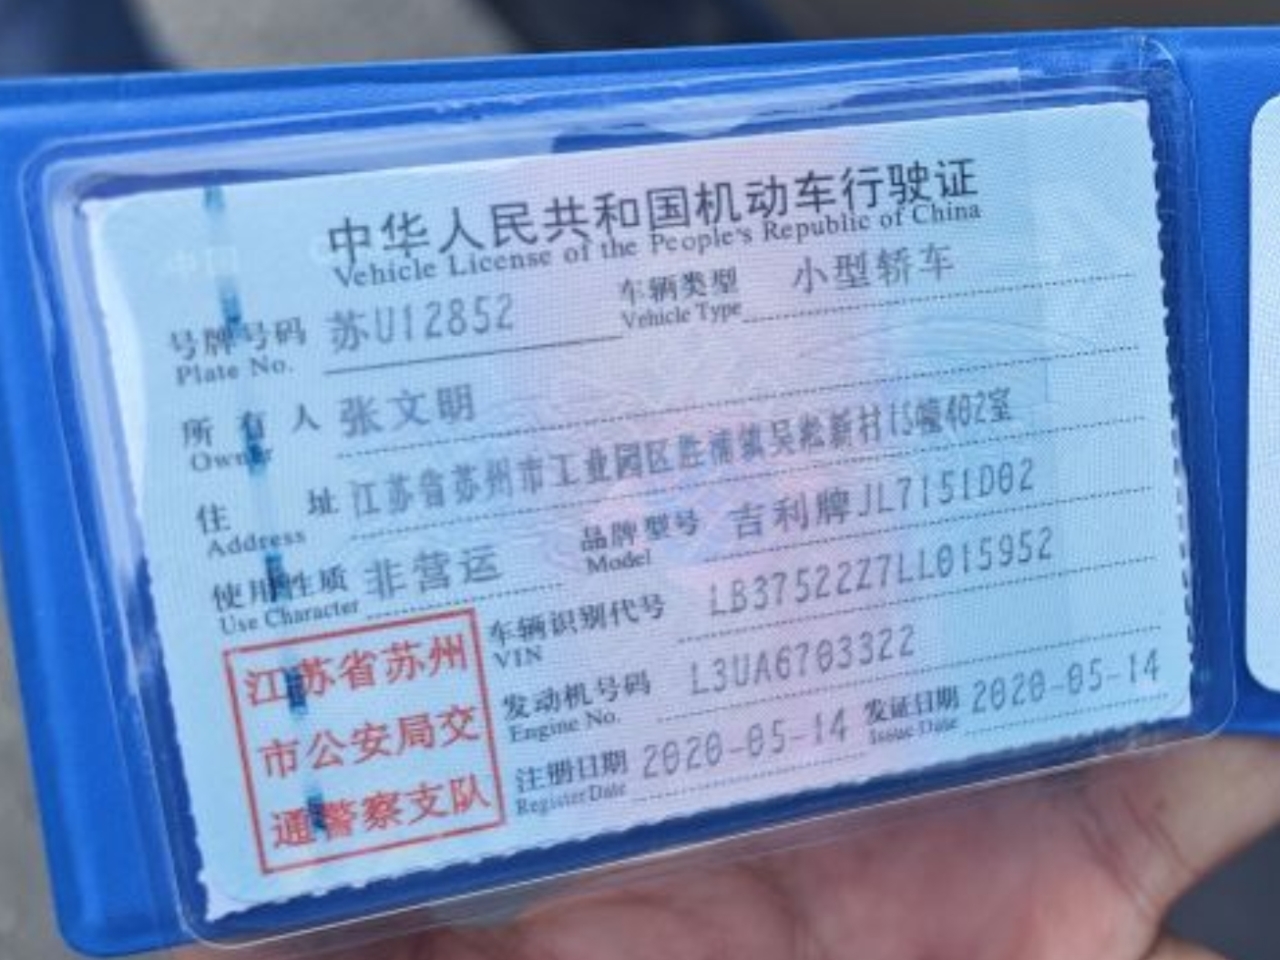 中华人民共和国机动车行驶证
Vehicle License of the People's Republic of China
号牌号码 苏U12852 车辆类型 小型轿车
Plate No. Vehicle Type
所有人 张文明
Owner
住址 江苏省苏州市工业园区胜浦镇吴淞新村15幢402室
Address
使用性质 非营运 品牌型号 吉利牌JL7151D02
Use Character Model
车辆识别代号 LB37522Z7LL015952
VIN
发动机号码 L3UA6703322
Engine No.
注册日期 2020-05-14 发证日期 2020-05-14
Register Date Issue Date
江苏省苏州
市公安局交
通警察支队